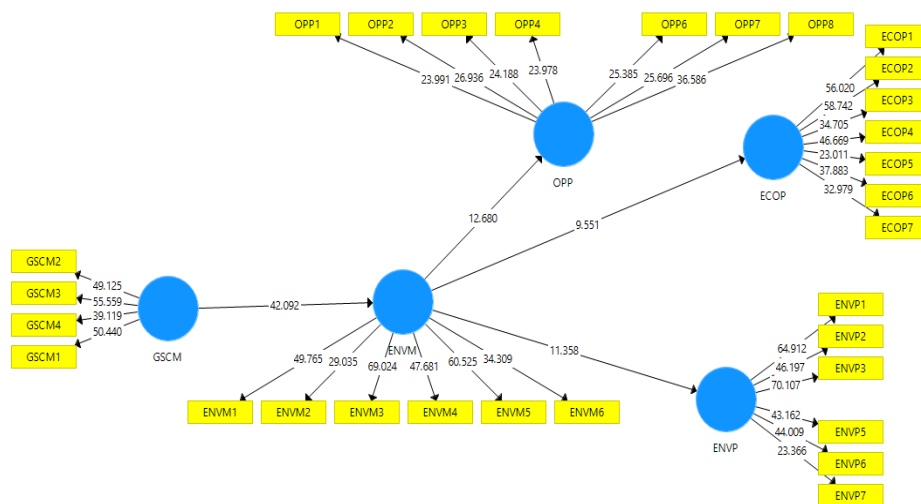 OPP1 OPP2 OPP3 OPP4 OPP6 OPP7 OPP8
23.991 26.936 24.188 23.978 25.385 25.696 36.586
OPP
ECOP1
ECOP2
ECOP3
ECOP4
ECOP5
ECOP6
ECOP7
56.020
58.742
34.705
46.669
23.011
37.883
32.979
ECOP
12.680
9.551
GSCM2
GSCM3
GSCM4
GSCM1
49.125
55.559
39.119
50.440
GSCM
42.092
ENVM
11.358
49.765 29.035 69.024 47.681 60.525 34.309
ENVM1 ENVM2 ENVM3 ENVM4 ENVM5 ENVM6
ENVP1
ENVP2
ENVP3
ENVP5
ENVP6
ENVP7
64.912
46.197
70.107
43.162
44.009
23.366
ENVP